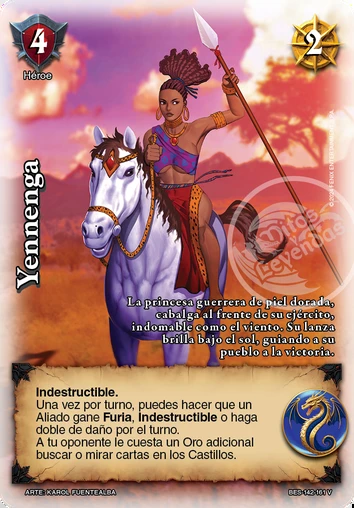 4
Héroe
2
Yennenga
Mitos y
Leyendas
La princesa guerrera de piel dorada,
cabalga al frente de su ejército,
indomable como el viento. Su lanza
brilla bajo el sol, guiando a su
pueblo a la victoria.
Indestructible.
Una vez por turno, puedes hacer que un
Aliado gane Furia, Indestructible o haga
doble de daño por el turno.
A tu oponente le cuesta un Oro adicional
buscar o mirar cartas en los Castillos.
ARTE: KAROL FUENTEALBA
BES-142-161 V